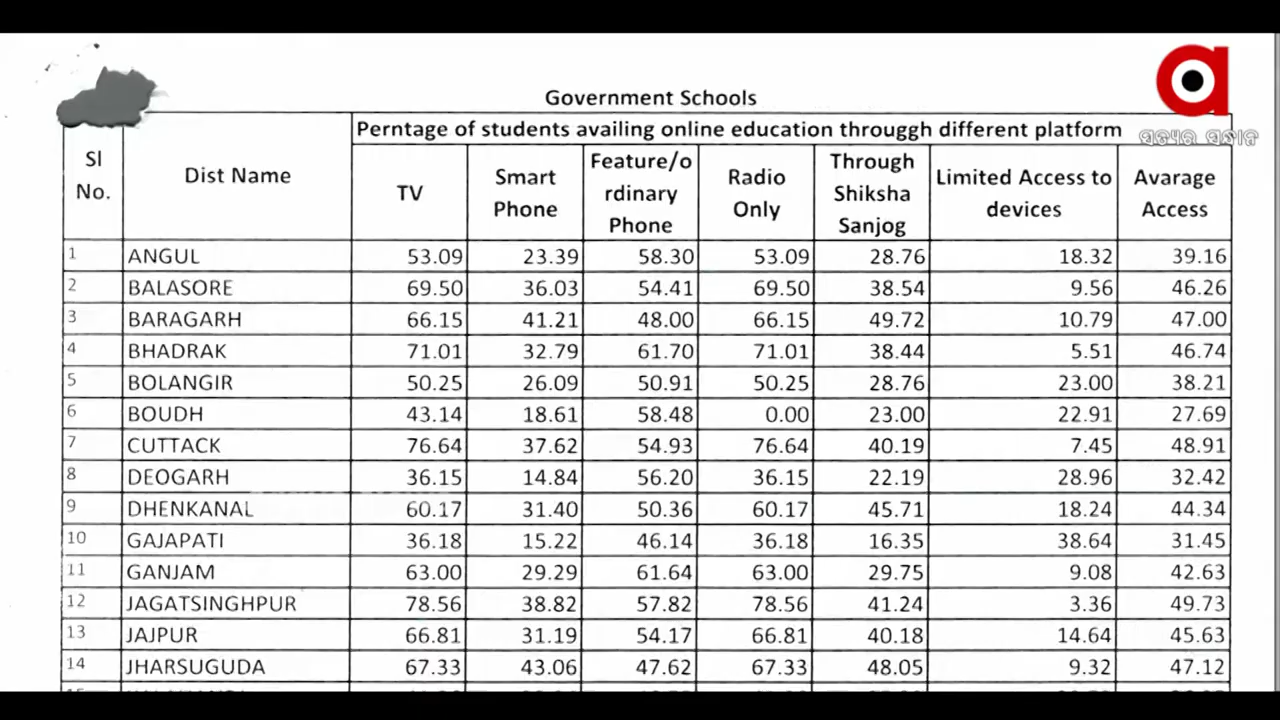 ସତ୍ୟର ସନ୍ଧାନ
Government Schools
Sl No. Dist Name Perntage of students availing online education througgh different platform
TV Smart Phone Feature/o rdinary Phone Radio Only Through Shiksha Sanjog Limited Access to devices Avarage Access
1 ANGUL 53.09 23.39 58.30 53.09 28.76 18.32 39.16
2 BALASORE 69.50 36.03 54.41 69.50 38.54 9.56 46.26
3 BARAGARH 66.15 41.21 48.00 66.15 49.72 10.79 47.00
4 BHADRAK 71.01 32.79 61.70 71.01 38.44 5.51 46.74
5 BOLANGIR 50.25 26.09 50.91 50.25 28.76 23.00 38.21
6 BOUDH 43.14 18.61 58.48 0.00 23.00 22.91 27.69
7 CUTTACK 76.64 37.62 54.93 76.64 40.19 7.45 48.91
8 DEOGARH 36.15 14.84 56.20 36.15 22.19 28.96 32.42
9 DHENKANAL 60.17 31.40 50.36 60.17 45.71 18.24 44.34
10 GAJAPATI 36.18 15.22 46.14 36.18 16.35 38.64 31.45
11 GANJAM 63.00 29.29 61.64 63.00 29.75 9.08 42.63
12 JAGATSINGHPUR 78.56 38.82 57.82 78.56 41.24 3.36 49.73
13 JAJPUR 66.81 31.19 54.17 66.81 40.18 14.64 45.63
14 JHARSUGUDA 67.33 43.06 47.62 67.33 48.05 9.32 47.12